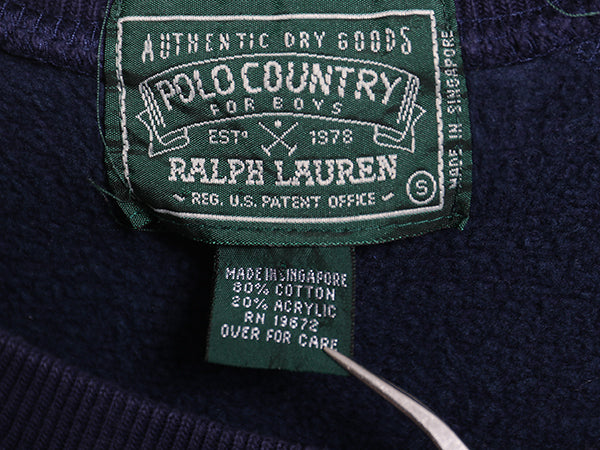 AUTHENTIC DRY GOODS
POLO COUNTRY
FOR BOYS
ESTD 1978
RALPH LAUREN
~ REG. U.S. PATENT OFFICE ~
S
MADE IN SINGAPORE
MADE IN SINGAPORE
80% COTTON
20% ACRYLIC
RN 19672
OVER FOR CARE